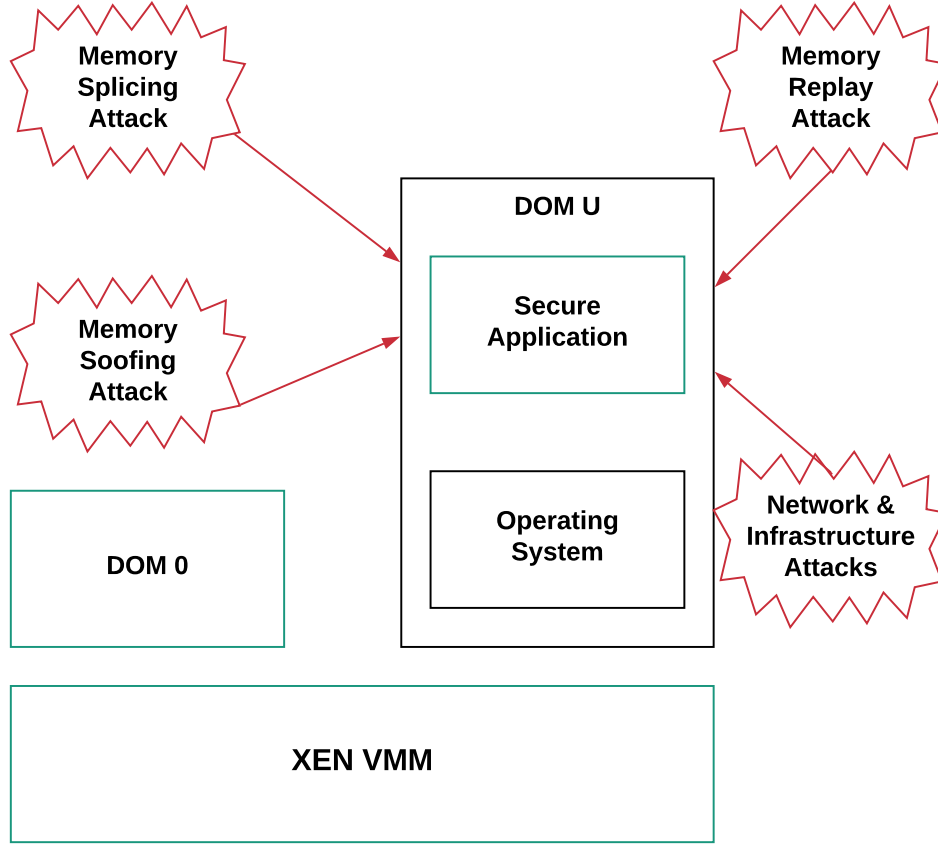 Memory
Splicing
Attack
Memory
Replay
Attack
DOM U
Secure
Application
Memory
Soofing
Attack
Operating
System
Network &
Infrastructure
Attacks
DOM 0
XEN VMM